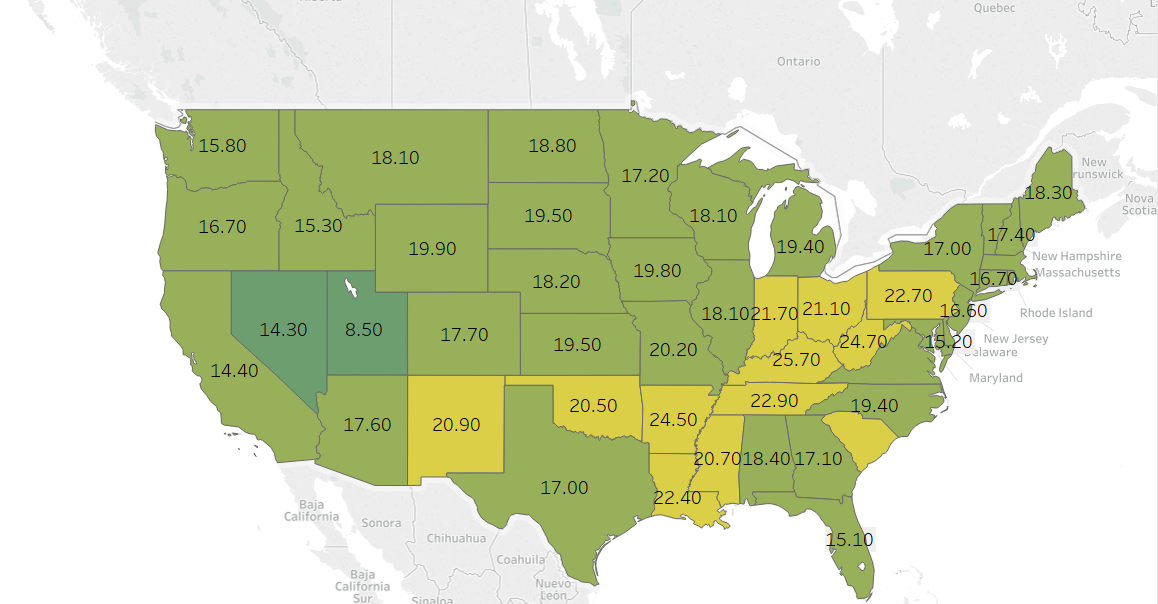 Alberta
Quebec
Ontario
15.80
18.10
18.80
17.20
New
Brunswick
18.30
Nova
Scotia
16.70
15.30
19.90
19.50
18.10
19.40
17.00
17.40
New Hampshire
Massachusetts
16.70
14.30
8.50
17.70
18.20
19.80
18.10
21.70
21.10
22.70
16.60
Rhode Island
14.40
19.50
20.20
25.70
24.70
15.20
New Jersey
Delaware
Maryland
17.60
20.90
20.50
24.50
22.90
19.40
20.70
18.40
17.10
17.00
22.40
15.10
Baja
California
Sonora
Chihuahua
Coahuila
Baja
California
Sur
Nuevo
León
Sinaloa